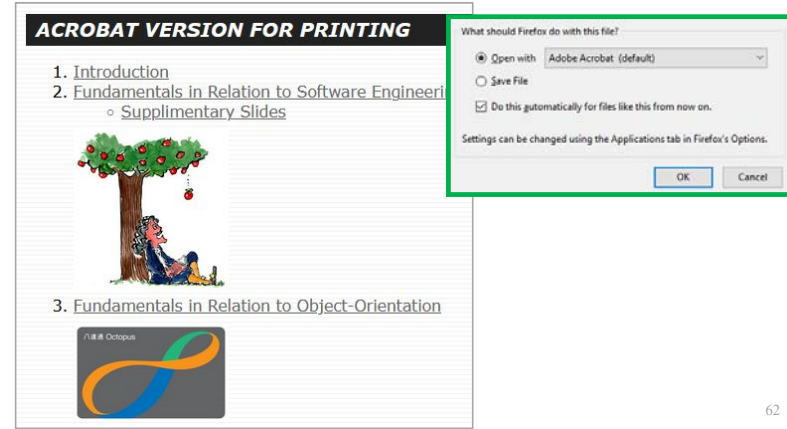 ACROBAT VERSION FOR PRINTING
1. Introduction
2. Fundamentals in Relation to Software Engineeri
Supplimentary Slides
3. Fundamentals in Relation to Object-Orientation
八達通 Octopus
What should Firefox do with this file?
Open with Adobe Acrobat (default)
Save File
Do this automatically for files like this from now on.
Settings can be changed using the Applications tab in Firefox's Options.
OK Cancel
62